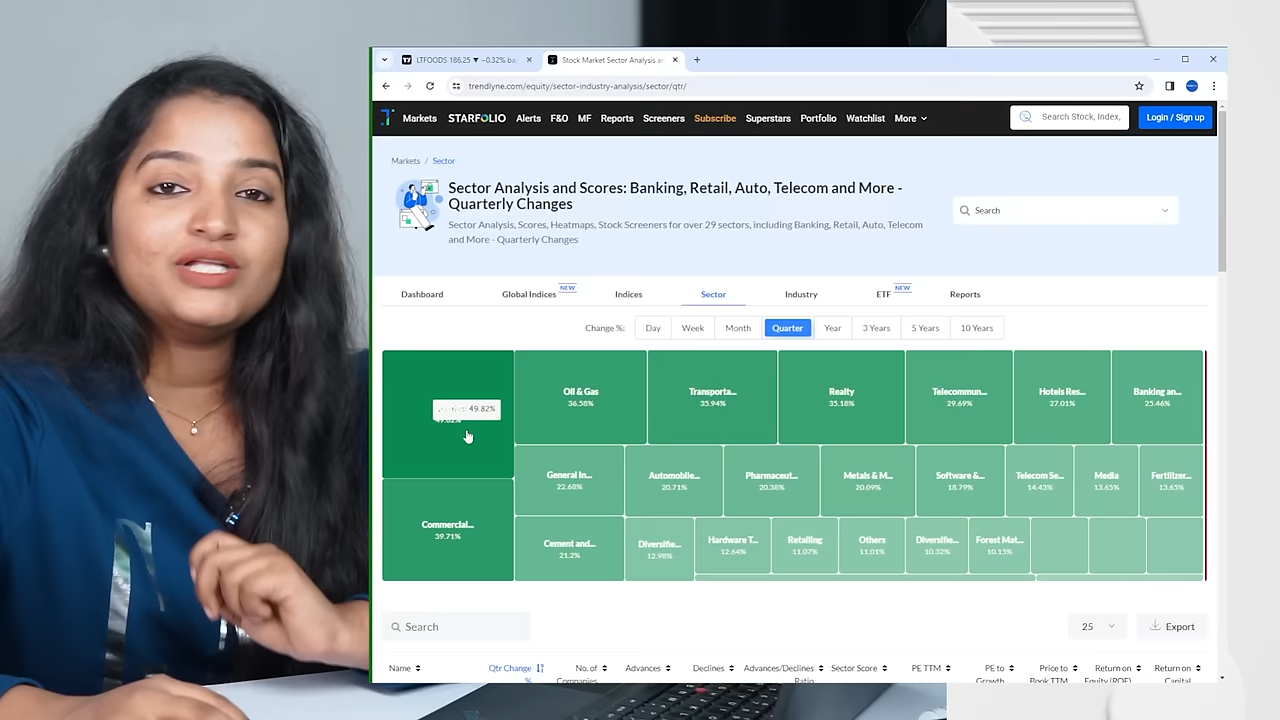 LTFOODS 186.25 ▼ −0.32%
Stock Market Sector Analysis
trendlyne.com/equity/sector-industry-analysis/sector/qtr/
Markets STARFOLIO Alerts F&O MF Reports Screeners Subscribe Superstars Portfolio Watchlist More
Search Stock, Index,
Login / Sign up
Markets / Sector
Sector Analysis and Scores: Banking, Retail, Auto, Telecom and More -
Quarterly Changes
Sector Analysis, Scores, Heatmaps, Stock Screeners for over 29 sectors, including Banking, Retail, Auto, Telecom
and More - Quarterly Changes
Search
Dashboard Global Indices NEW Indices Sector Industry ETF NEW Reports
Change %: Day Week Month Quarter Year 3 Years 5 Years 10 Years
49.82%
Oil & Gas
36.58%
Transporta...
35.94%
Realty
35.18%
Telecommun...
29.69%
Hotels Res...
27.01%
Banking an...
25.46%
General In...
22.68%
Automobile...
20.71%
Pharmaceut...
20.38%
Metals & M...
20.09%
Software &...
18.79%
Telecom Se...
14.43%
Media
13.65%
Fertilizer...
13.65%
Commercial...
39.71%
Cement and...
21.2%
Diversifie...
12.98%
Hardware T...
12.64%
Retailing
11.07%
Others
11.01%
Diversifie...
10.32%
Forest Mat...
10.15%
Search
25
Export
Name Qtr Change % No. of Companies Advances Declines Advances/Declines Ratio Sector Score PE TTM PE to Growth Price to Book TTM Return on Equity (ROE) Return on Capital